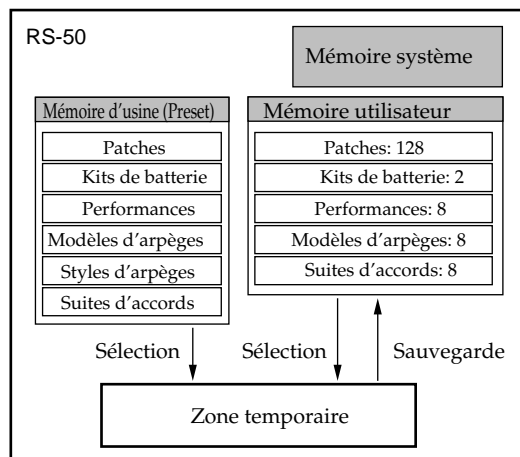 RS-50
Mémoire système
Mémoire d'usine (Preset)
Patches
Kits de batterie
Performances
Modèles d'arpèges
Styles d'arpèges
Suites d'accords
Mémoire utilisateur
Patches: 128
Kits de batterie: 2
Performances: 8
Modèles d'arpèges: 8
Suites d'accords: 8
Sélection
Sélection
Sauvegarde
Zone temporaire